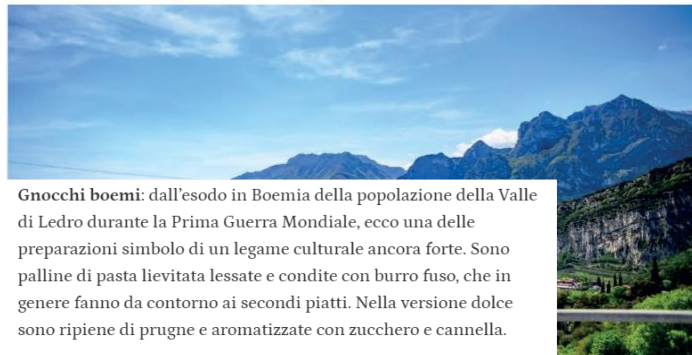 Gnocchi boemi: dall'esodo in Boemia della popolazione della Valle
di Ledro durante la Prima Guerra Mondiale, ecco una delle
preparazioni simbolo di un legame culturale ancora forte. Sono
palline di pasta lievitata lessate e condite con burro fuso, che in
genere fanno da contorno ai secondi piatti. Nella versione dolce
sono ripiene di prugne e aromatizzate con zucchero e cannella.